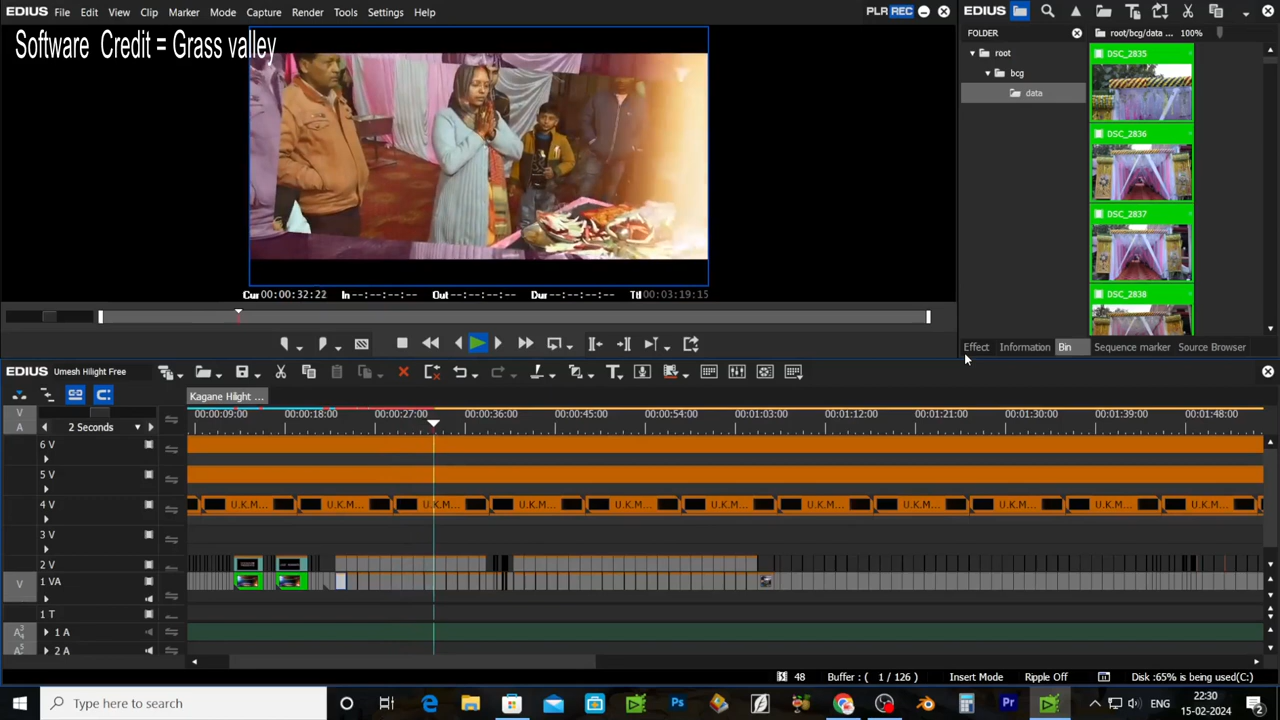 EDIUS File Edit View Clip Marker Mode Capture Render Tools Settings Help PLR REC
Software Credit = Grass valley
EDIUS
FOLDER root/bcg/data ... 100%
root
bcg
data
DSC_2835
DSC_2836
DSC_2837
DSC_2838
Cur 00:00:32:22 In --:--:--:-- Out --:--:--:-- Dur --:--:--:-- Ttl 00:03:19:15
Effect Information Bin Sequence marker Source Browser
EDIUS Umesh Hilight Free
Kagane Hilight ...
V
A
2 Seconds
00:00:09:00 00:00:18:00 00:00:27:00 00:00:36:00 00:00:45:00 00:00:54:00 00:01:03:00 00:01:12:00 00:01:21:00 00:01:30:00 00:01:39:00 00:01:48:00
6 V
5 V
4 V U.K.M... U.K.M... U.K.M... U.K.M... U.K.M... U.K.M... U.K.M... U.K.M... U.K.M... U.K.M... U.K.M...
3 V
2 V
V 1 VA
1 T
1 A
2 A
48 Buffer : ( 1 / 126 ) Insert Mode Ripple Off Disk :65% is being used(C:)
Type here to search
Ps
Pr
22:30
15-02-2024